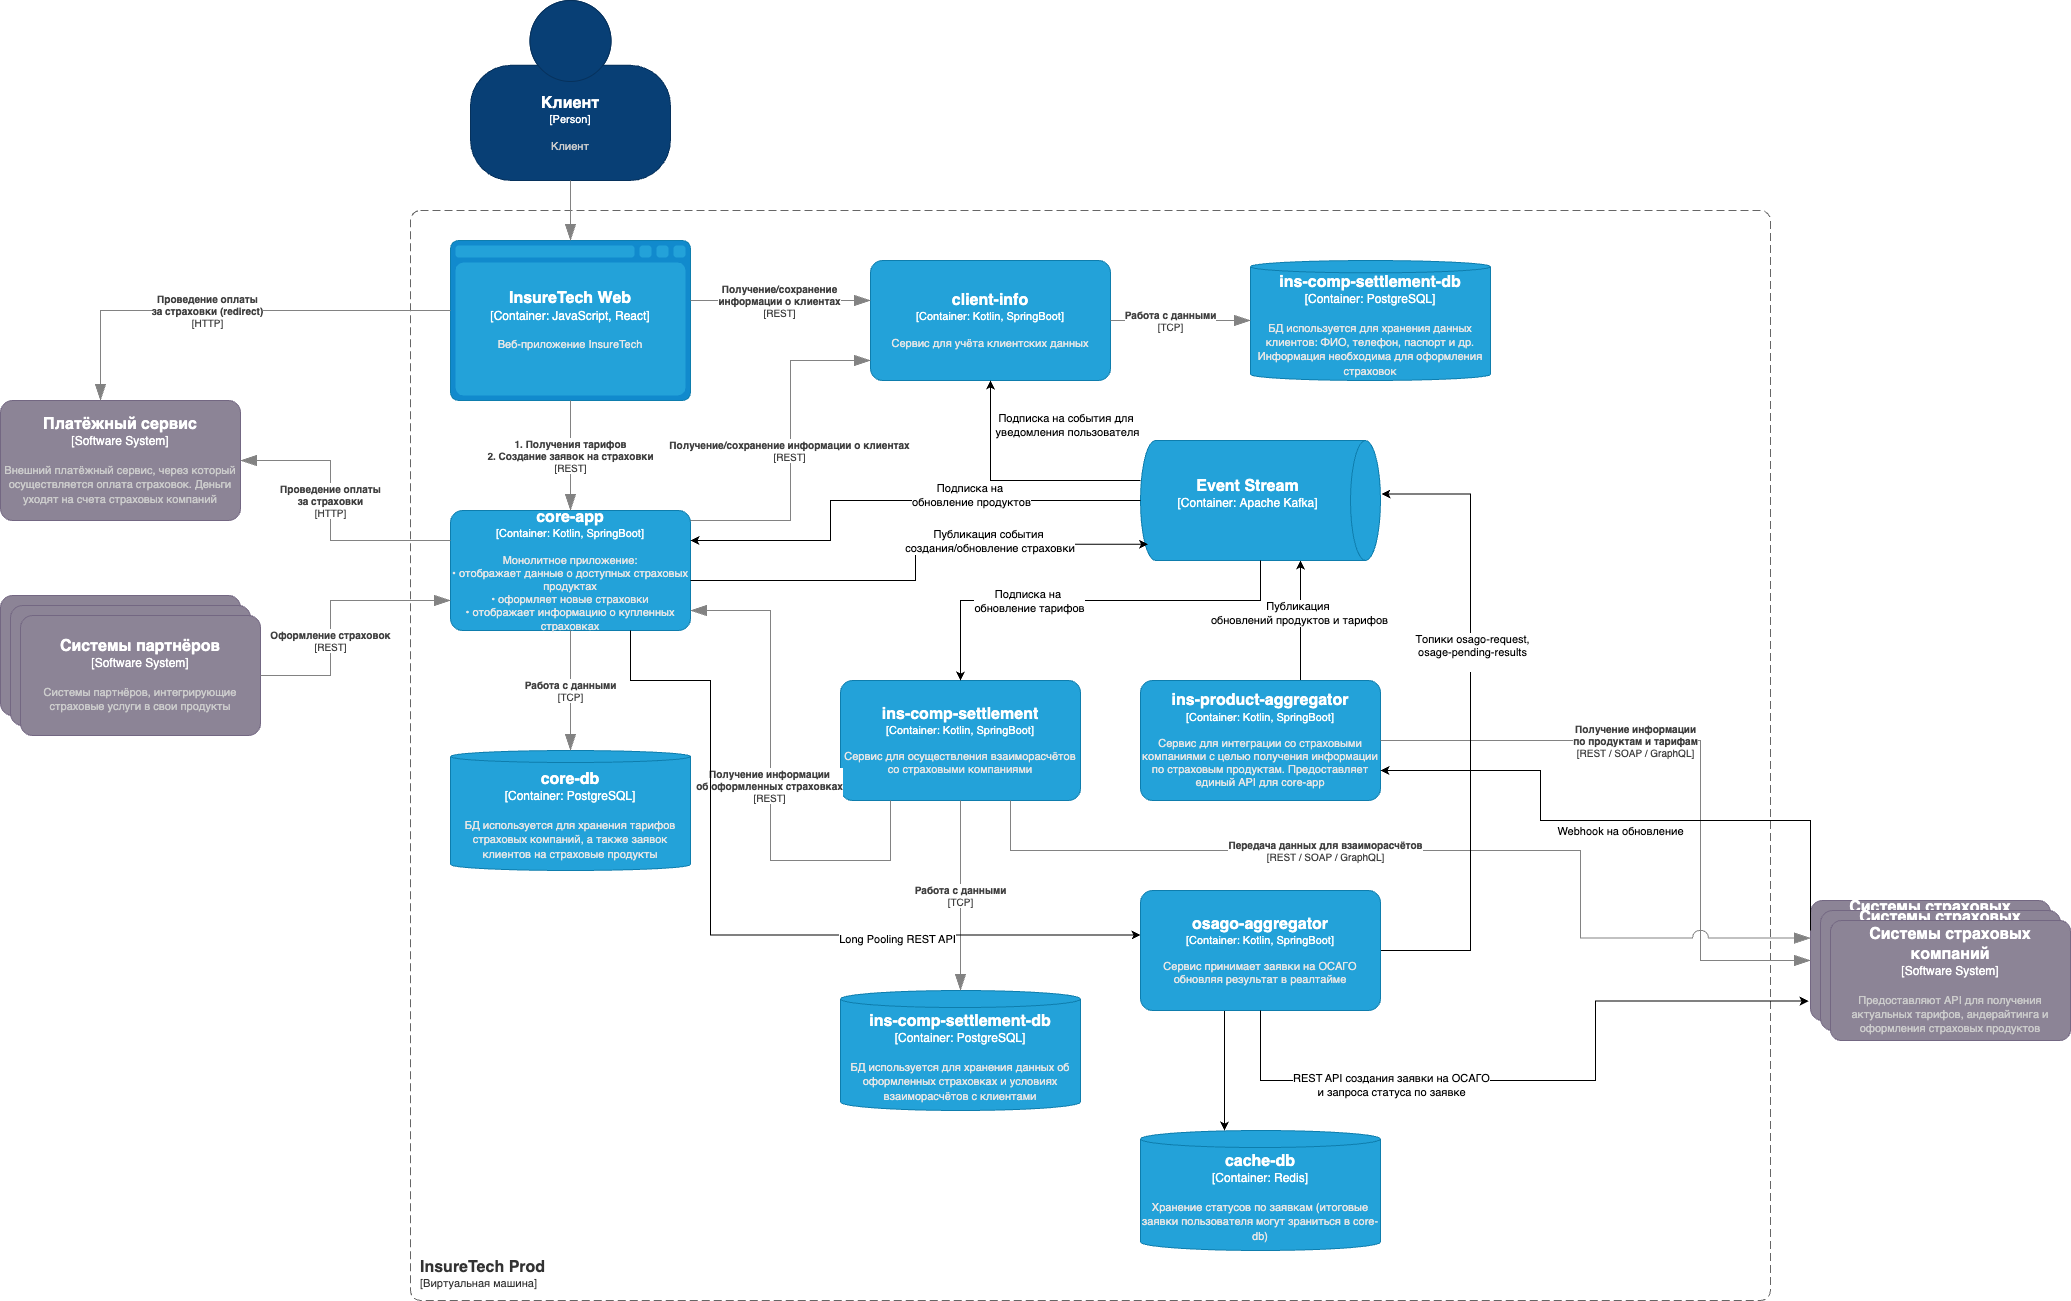 Клиент
[Person]
Клиент
InsureTech Web
[Container: JavaScript, React]
Веб-приложение InsureTech
Проведение оплаты
за страховки (redirect)
[HTTP]
Получение/сохранение
информации о клиентах
[REST]
client-info
[Container: Kotlin, SpringBoot]
Сервис для учёта клиентских данных
Работа с данными
[TCP]
ins-comp-settlement-db
[Container: PostgreSQL]
БД используется для хранения данных
клиентов: ФИО, телефон, паспорт и др.
Информация необходима для оформления
страховок
Платёжный сервис
[Software System]
Внешний платёжный сервис, через который
осуществляется оплата страховок. Деньги
уходят на счета страховых компаний
1. Получения тарифов
2. Создание заявок на страховки
[REST]
Получение/сохранение информации о клиентах
[REST]
Подписка на события для
уведомления пользователя
Event Stream
[Container: Apache Kafka]
Проведение оплаты
за страховки
[HTTP]
Подписка на
обновление продуктов
core-app
[Container: Kotlin, SpringBoot]
Монолитное приложение:
• отображает данные о доступных страховых
продуктах
• оформляет новые страховки
• отображает информацию о купленных
страховках
Публикация события
создания/обновление страховки
Системы партнёров
[Software System]
Системы партнёров, интегрирующие
страховые услуги в свои продукты
Оформление страховок
[REST]
Подписка на
обновление тарифов
Публикация
обновлений продуктов и тарифов
Топики osago-request,
osage-pending-results
Работа с данными
[TCP]
ins-comp-settlement
[Container: Kotlin, SpringBoot]
Сервис для осуществления взаиморасчётов
со страховыми компаниями
ins-product-aggregator
[Container: Kotlin, SpringBoot]
Сервис для интеграции со страховыми
компаниями с целью получения информации
по страховым продуктам. Предоставляет
единый API для core-app
Получение информации
по продуктам и тарифам
[REST / SOAP / GraphQL]
core-db
[Container: PostgreSQL]
БД используется для хранения тарифов
страховых компаний, а также заявок
клиентов на страховые продукты
Получение информации
об оформленных страховках
[REST]
Webhook на обновление
Передача данных для взаиморасчётов
[REST / SOAP / GraphQL]
Работа с данными
[TCP]
Long Pooling REST API
osago-aggregator
[Container: Kotlin, SpringBoot]
Сервис принимает заявки на ОСАГО
обновляя результат в реалтайме
Системы страховых
Системы страховых
Системы страховых
компаний
[Software System]
Предоставляют API для получения
актуальных тарифов, андерайтинга и
оформления страховых продуктов
ins-comp-settlement-db
[Container: PostgreSQL]
БД используется для хранения данных об
оформленных страховках и условиях
взаиморасчётов с клиентами
REST API создания заявки на ОСАГО
и запроса статуса по заявке
cache-db
[Container: Redis]
Хранение статусов по заявкам (итоговые
заявки пользователя могут зраниться в core-
db)
InsureTech Prod
[Виртуальная машина]